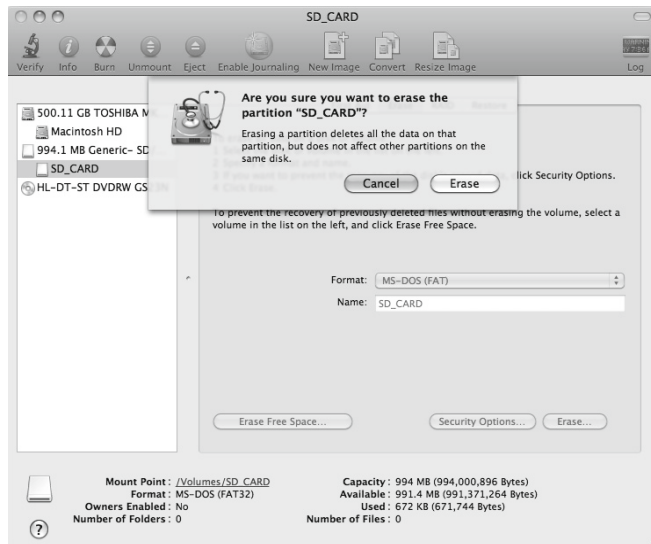 SD_CARD
Verify Info Burn Unmount Eject Enable Journaling New Image Convert Resize Image Log
Are you sure you want to erase the
partition “SD_CARD”?
Erasing a partition deletes all the data on that
partition, but does not affect other partitions on the
same disk.
Cancel Erase
500.11 GB TOSHIBA M
Macintosh HD
994.1 MB Generic- SD
SD_CARD
HL-DT-ST DVDRW GS
lick Security Options.
To prevent the recovery of previously deleted files without erasing the volume, select a
volume in the list on the left, and click Erase Free Space.
Format: MS-DOS (FAT)
Name: SD_CARD
Erase Free Space... Security Options... Erase...
Mount Point : /Volumes/SD_CARD
Format : MS-DOS (FAT32)
Owners Enabled : No
Number of Folders : 0
Capacity : 994 MB (994,000,896 Bytes)
Available : 991.4 MB (991,371,264 Bytes)
Used : 672 KB (671,744 Bytes)
Number of Files : 0
?